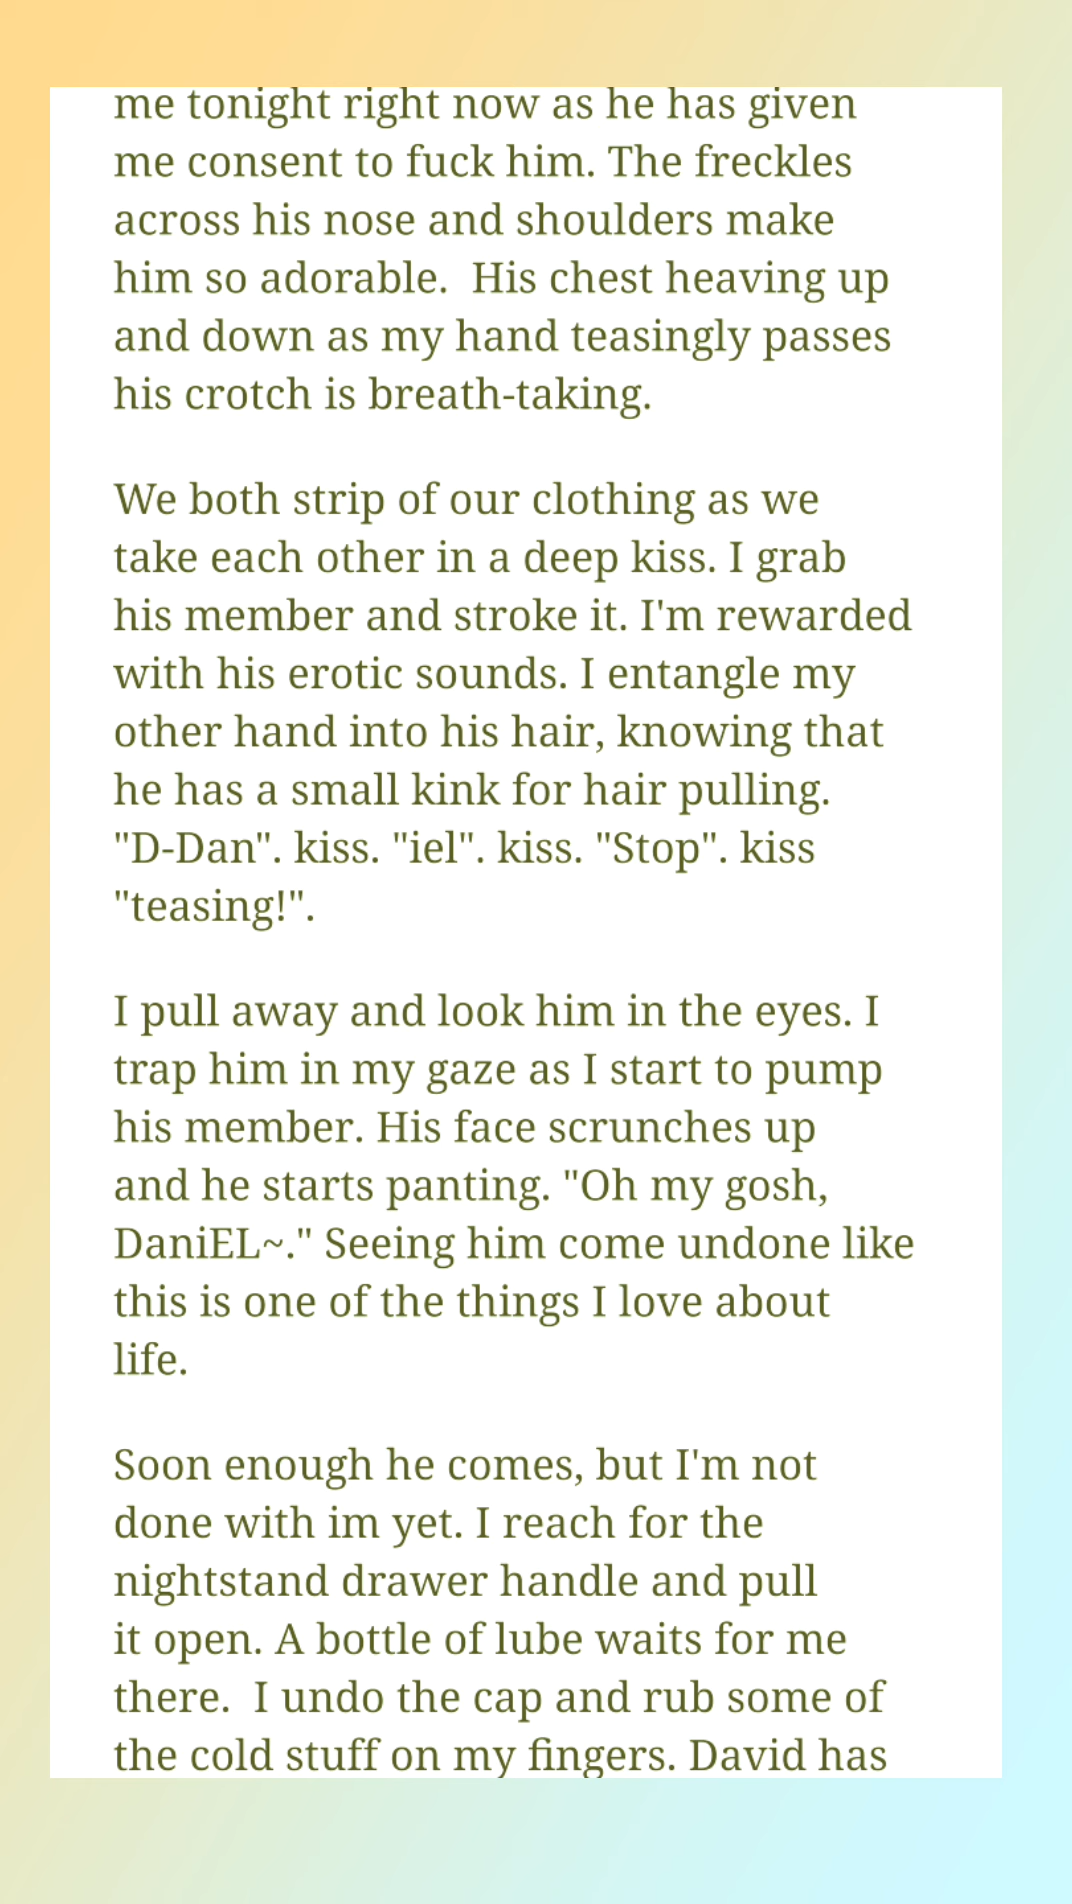 me tonight right now as he has given
me consent to fuck him. The freckles
across his nose and shoulders make
him so adorable.  His chest heaving up
and down as my hand teasingly passes
his crotch is breath-taking.
We both strip of our clothing as we
take each other in a deep kiss. I grab
his member and stroke it. I'm rewarded
with his erotic sounds. I entangle my
other hand into his hair, knowing that
he has a small kink for hair pulling.
"D-Dan". kiss. "iel". kiss. "Stop". kiss
"teasing!".
I pull away and look him in the eyes. I
trap him in my gaze as I start to pump
his member. His face scrunches up
and he starts panting. "Oh my gosh,
DaniEL~." Seeing him come undone like
this is one of the things I love about
life.
Soon enough he comes, but I'm not
done with im yet. I reach for the
nightstand drawer handle and pull
it open. A bottle of lube waits for me
there.  I undo the cap and rub some of
the cold stuff on my fingers. David has